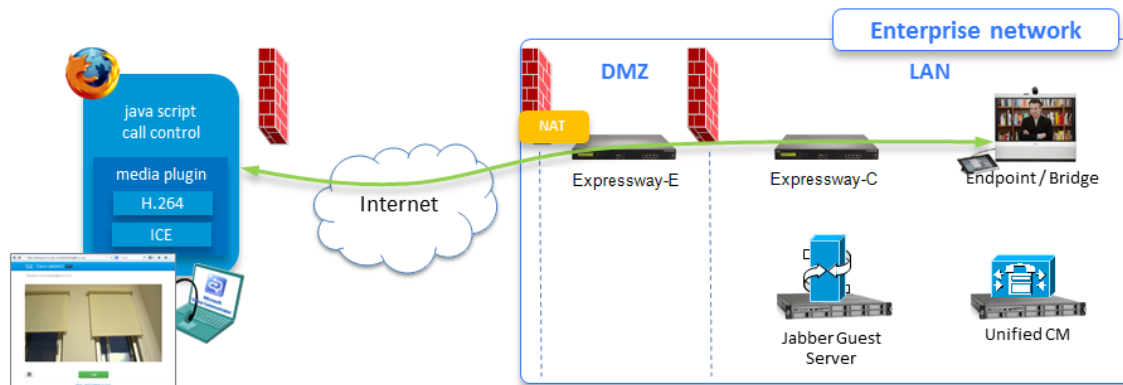 Enterprise network
DMZ
LAN
java script
call control
NAT
media plugin
Expressway-E
Expressway-C
Endpoint / Bridge
H.264
Internet
ICE
Jabber Guest
Server
Unified CM